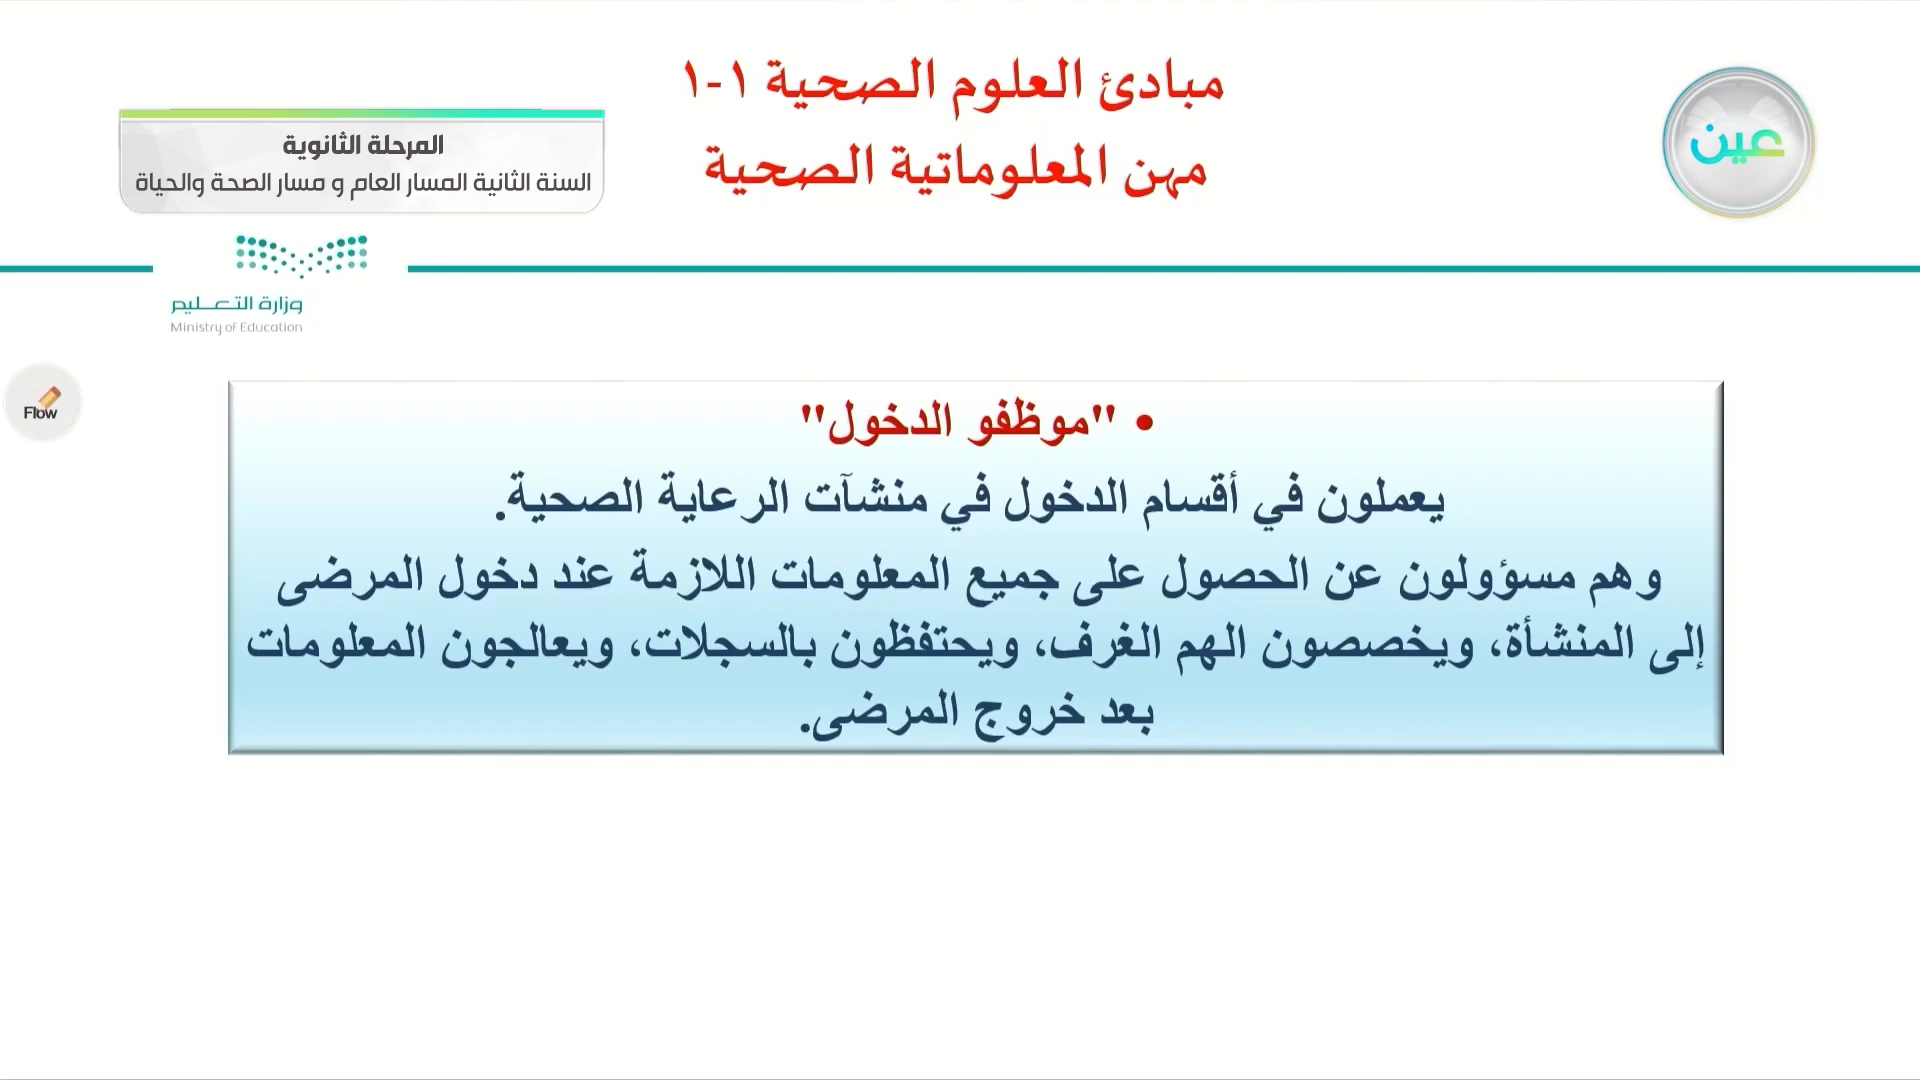 مبادئ العلوم الصحية ١-١
مهن المعلوماتية الصحية
عين
المرحلة الثانوية
السنة الثانية المسار العام و مسار الصحة والحياة
وزارة التعـــليم
Ministry of Education
Flow
• "موظفو الدخول"
يعملون في أقسام الدخول في منشآت الرعاية الصحية.
وهم مسؤولون عن الحصول على جميع المعلومات اللازمة عند دخول المرضى
إلى المنشأة، ويخصصون الهم الغرف، ويحتفظون بالسجلات، ويعالجون المعلومات
بعد خروج المرضى.